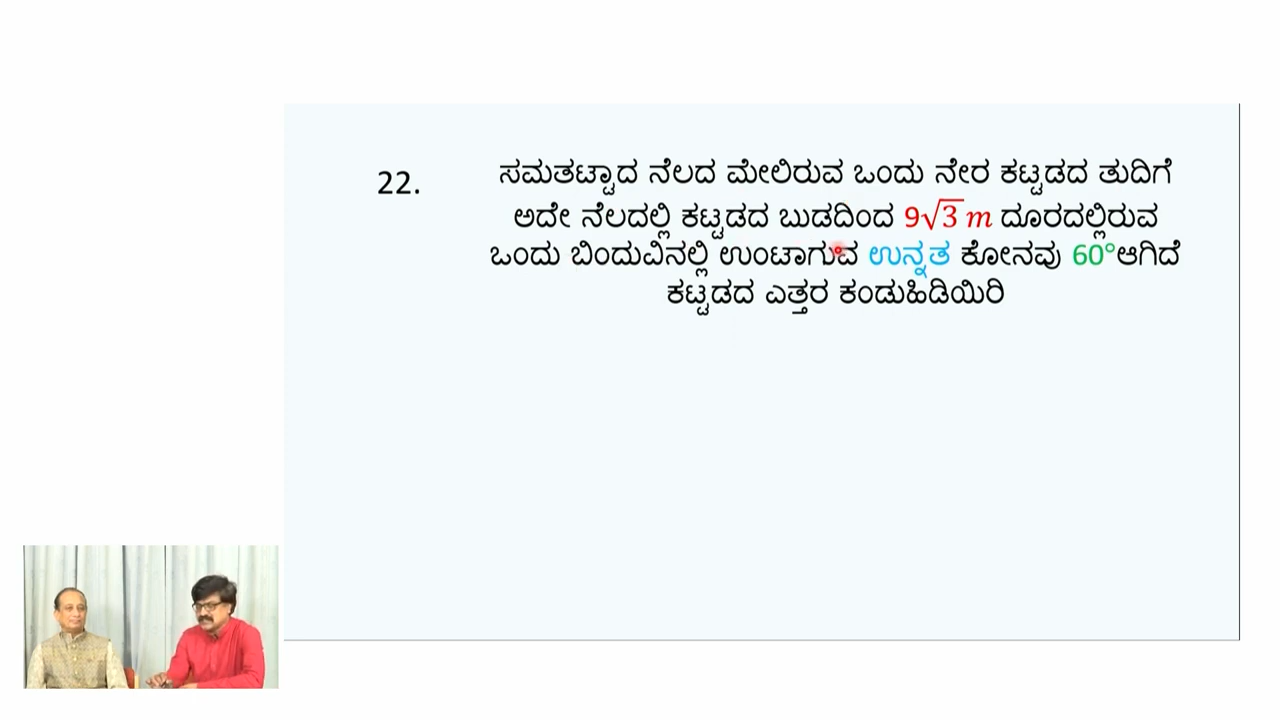 22.
ಸಮತಟ್ಟಾದ ನೆಲದ ಮೇಲಿರುವ ಒಂದು ನೇರ ಕಟ್ಟಡದ ತುದಿಗೆ
ಅದೇ ನೆಲದಲ್ಲಿ ಕಟ್ಟಡದ ಬುಡದಿಂದ 9√3 m ದೂರದಲ್ಲಿರುವ
ಒಂದು ಬಿಂದುವಿನಲ್ಲಿ ಉಂಟಾಗುವ ಉನ್ನತ ಕೋನವು 60°ಆಗಿದೆ
ಕಟ್ಟಡದ ಎತ್ತರ ಕಂಡುಹಿಡಿಯಿರಿ